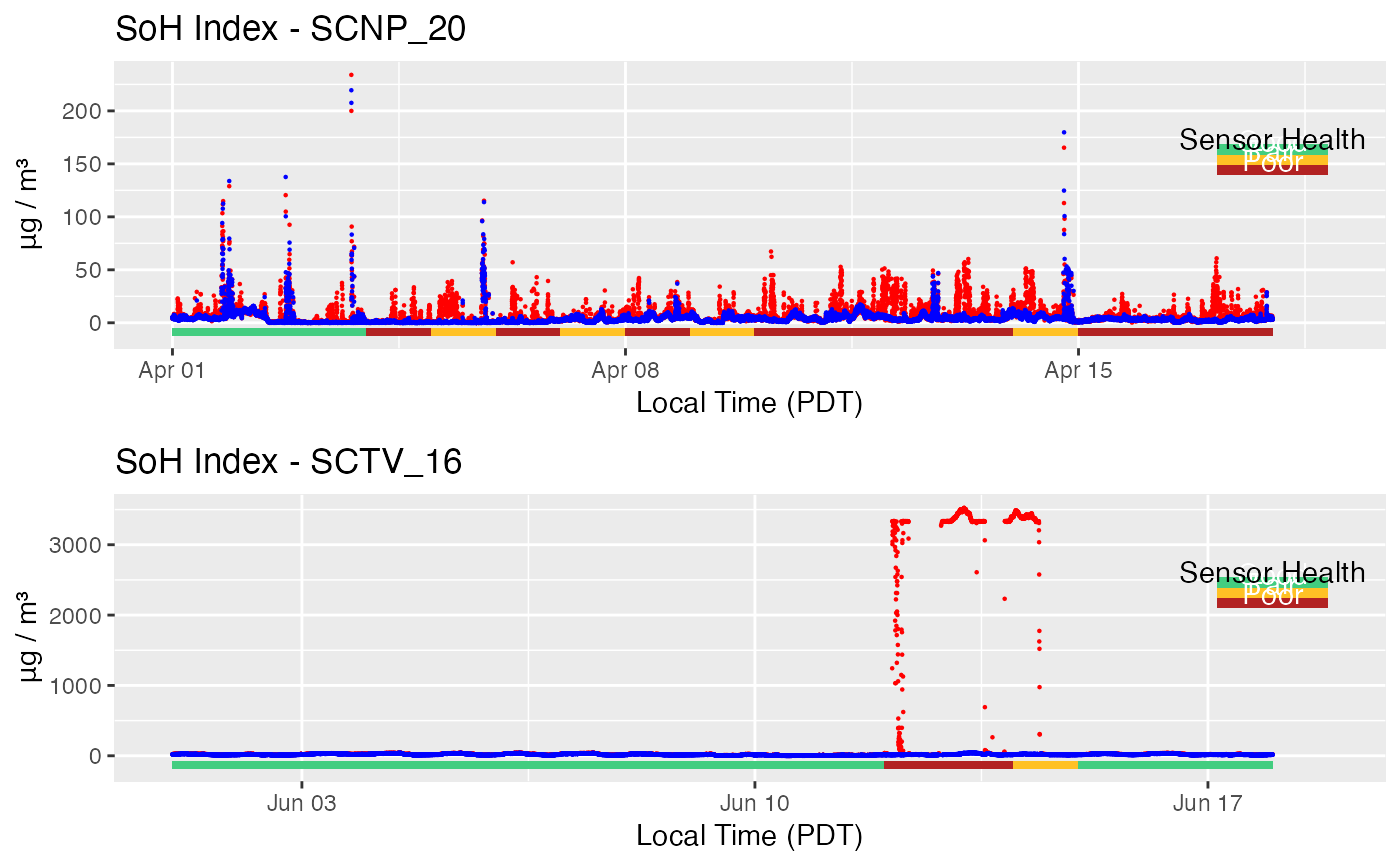 SoH Index - SCNP_20
200
150
100
50
0
µg / m³
Sensor Health
Poor
Apr 01
Apr 08
Apr 15
Local Time (PDT)
SoH Index - SCTV_16
3000
2000
1000
0
µg / m³
Sensor Health
Poor
Jun 03
Jun 10
Jun 17
Local Time (PDT)